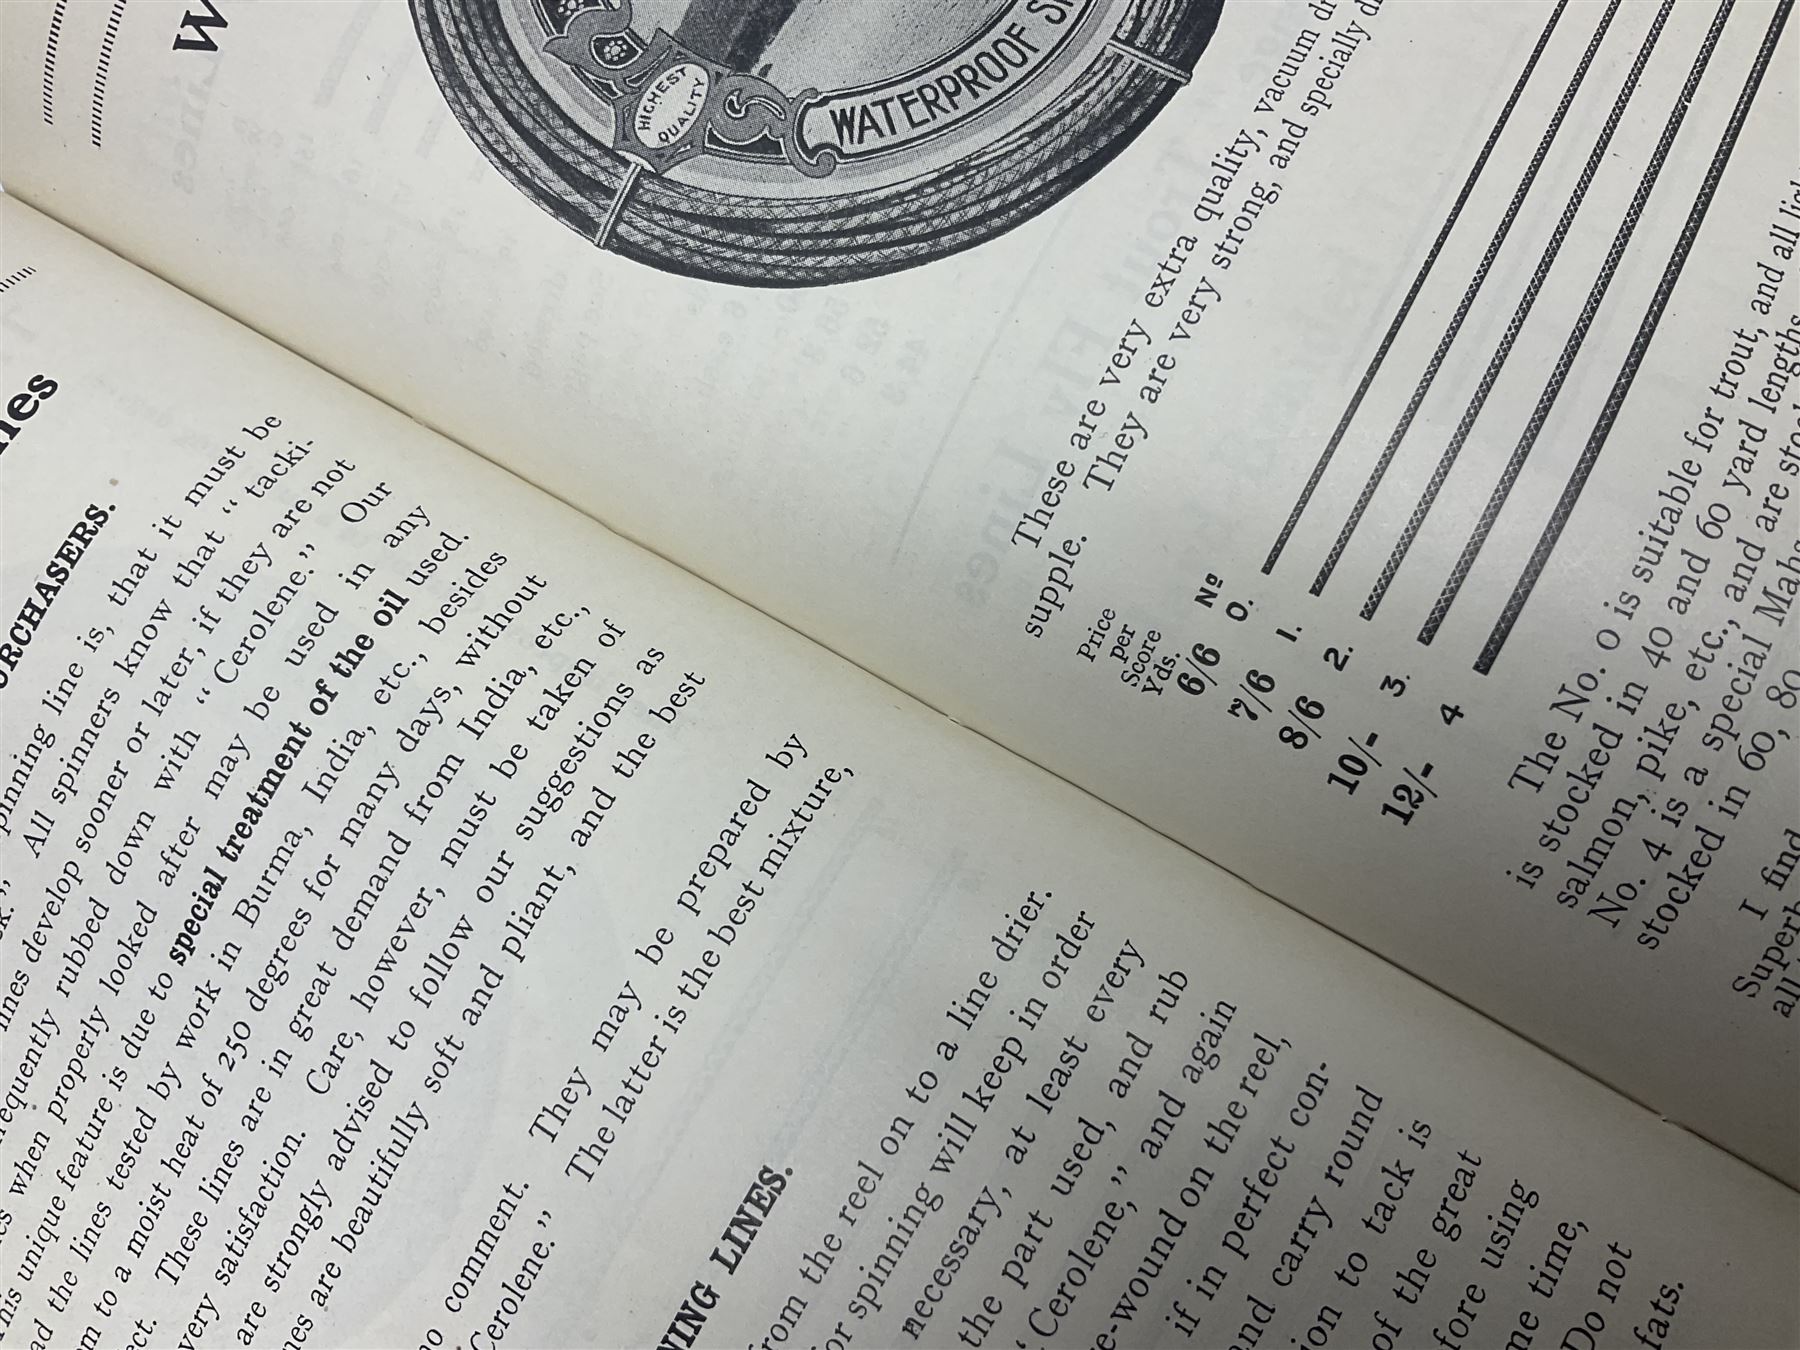 HIGHEST
QUALITY
WATERPROOF
These are very extra quality, vacuum
supple. They are very strong, and specially
Price
per
Score
Yds.
Nº
6/6 0.
7/6 1.
8/6 2.
10/- 3.
12/- 4
The No. 0 is suitable for trout, and all
is stocked in 40 and 60 yard lengths
salmon, pike, etc., and are
No. 4 is a special
stocked in 60, 80
I find
URCHASERS.
pinning line is, that it must be
All spinners know that “ tacki-
lines develop sooner or later, if they are not
equently rubbed down with “ Cerolene.” Our
when properly looked after may be used in any
his unique feature is due to special treatment of the oil used.
ad the lines tested by work in Burma, India, etc., besides
m to a moist heat of 250 degrees for many days, without
ect. These lines are in great demand from India, etc.,
very satisfaction. Care, however, must be taken of
are strongly advised to follow our suggestions as
nes are beautifully soft and pliant, and the best
no comment. They may be prepared by
Cerolene.” The latter is the best mixture,
NING LINES.
from the reel on to a line drier.
or spinning will keep in order
necessary, at least every
the part used, and rub
“ Cerolene,” and again
e-wound on the reel,
if in perfect con-
and carry round
ion to tack is
of the great
fore using
me time,
Do not
fats.